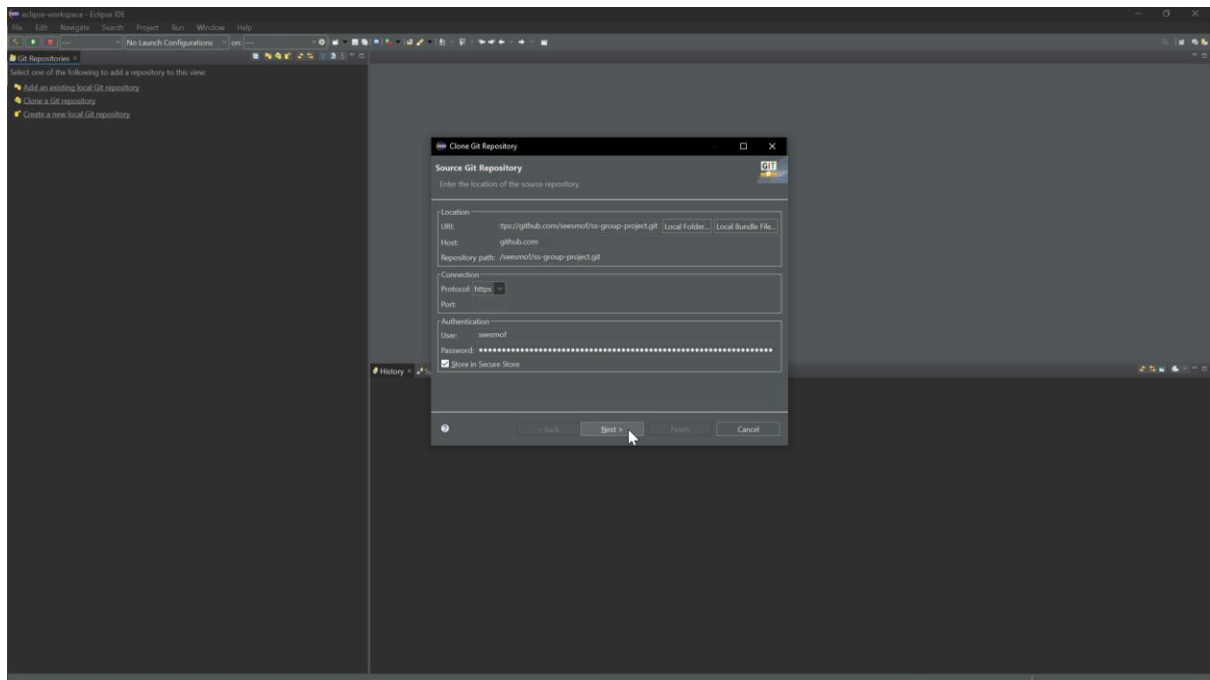 eclipse-workspace - Eclipse IDE
File Edit Navigate Search Project Run Window Help
No Launch Configurations on: ---
Git Repositories
Select one of the following to add a repository to this view:
Add an existing local Git repository
Clone a Git repository
Create a new local Git repository
Clone Git Repository
Source Git Repository
GIT
Enter the location of the source repository.
Location
URI: :tps://github.com/seesmof/ss-group-project.git Local Folder... Local Bundle File...
Host: github.com
Repository path: /seesmof/ss-group-project.git
Connection
Protocol: https
Port:
Authentication
User: seesmof
Password:
Store in Secure Store
History
< Back Next > Finish Cancel